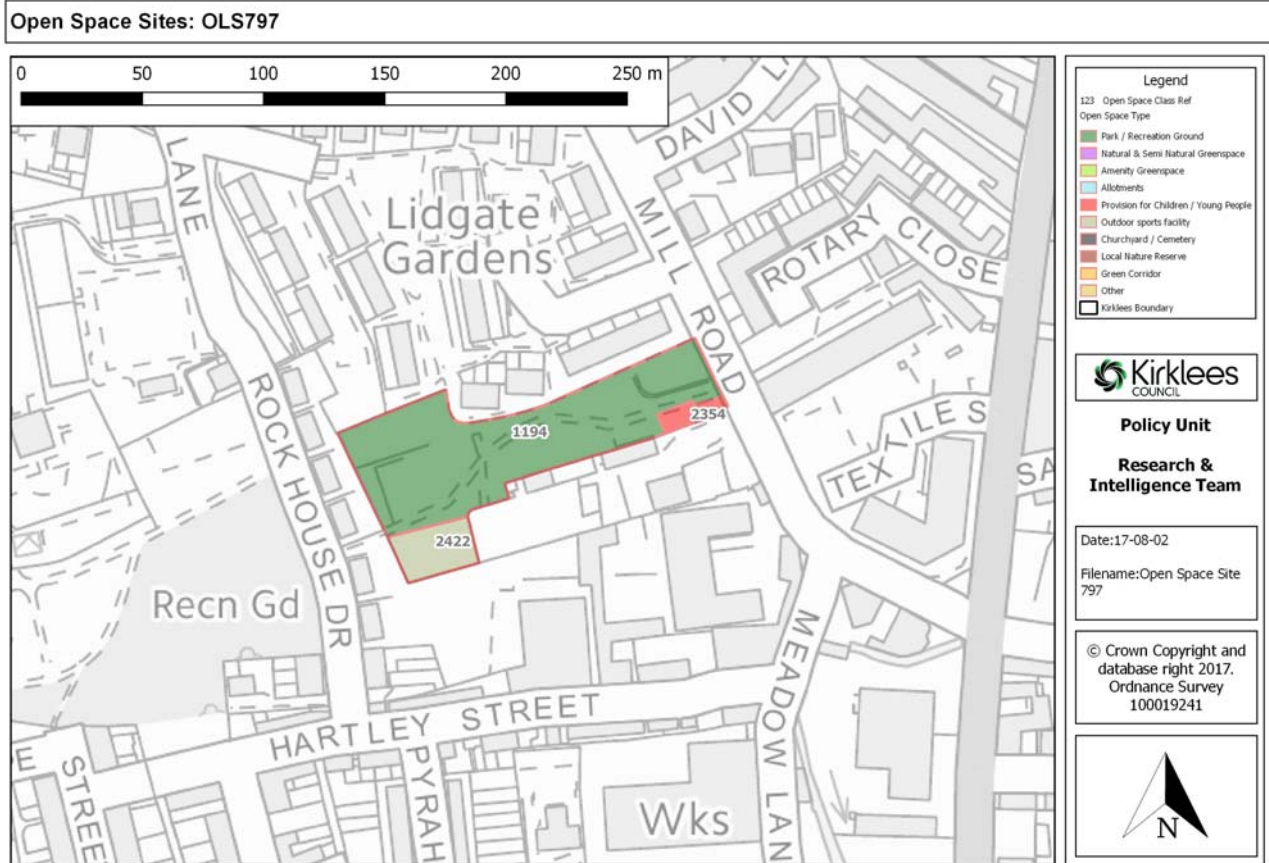 Open Space Sites: OLS797
0 50 100 150 200 250 m
LANE
Lidgate
Gardens
DAVID
MILL ROAD
ROTARY CLOSE
ROCK HOUSE DR
1194
2354
TEXTILE S
SA
2422
Recn Gd
MEADOW LAN
HARTLEY STREET
E
STREE
PYRAH
Wks
Legend
123 Open Space Class Ref
Open Space Type
Park / Recreation Ground
Natural & Semi Natural Greenspace
Amenity Greenspace
Allotments
Provision for Children / Young People
Outdoor sports facility
Churchyard / Cemetery
Local Nature Reserve
Green Corridor
Other
Kirklees Boundary
Kirklees
COUNCIL
Policy Unit
Research &
Intelligence Team
Date:17-08-02
Filename:Open Space Site
797
© Crown Copyright and
database right 2017.
Ordnance Survey
100019241
N